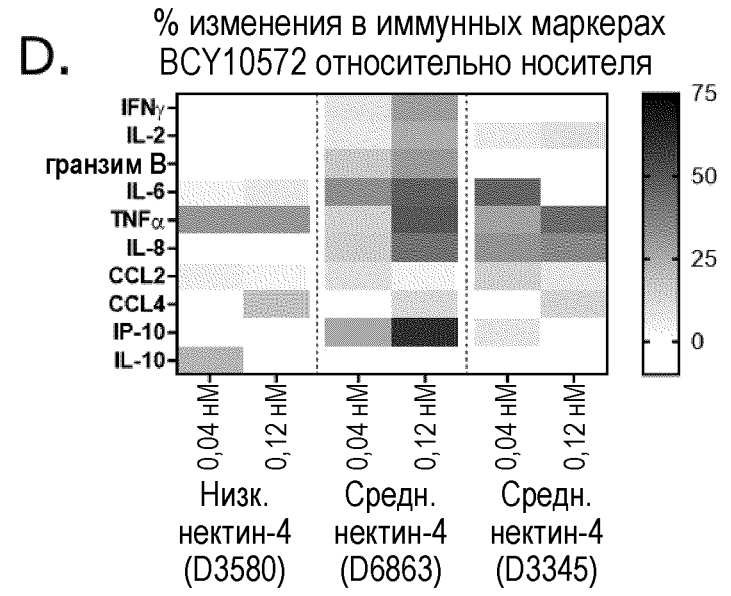 D.
% изменения в иммунных маркерах
BCY10572 относительно носителя
IFNγ
IL-2
гранзим B
IL-6
TNFα
IL-8
CCL2
CCL4
IP-10
IL-10
75
50
25
0
0,04 нМ
0,12 нМ
0,04 нМ
0,12 нМ
0,04 нМ
0,12 нМ
Низк.
нектин-4
(D3580)
Средн.
нектин-4
(D6863)
Средн.
нектин-4
(D3345)